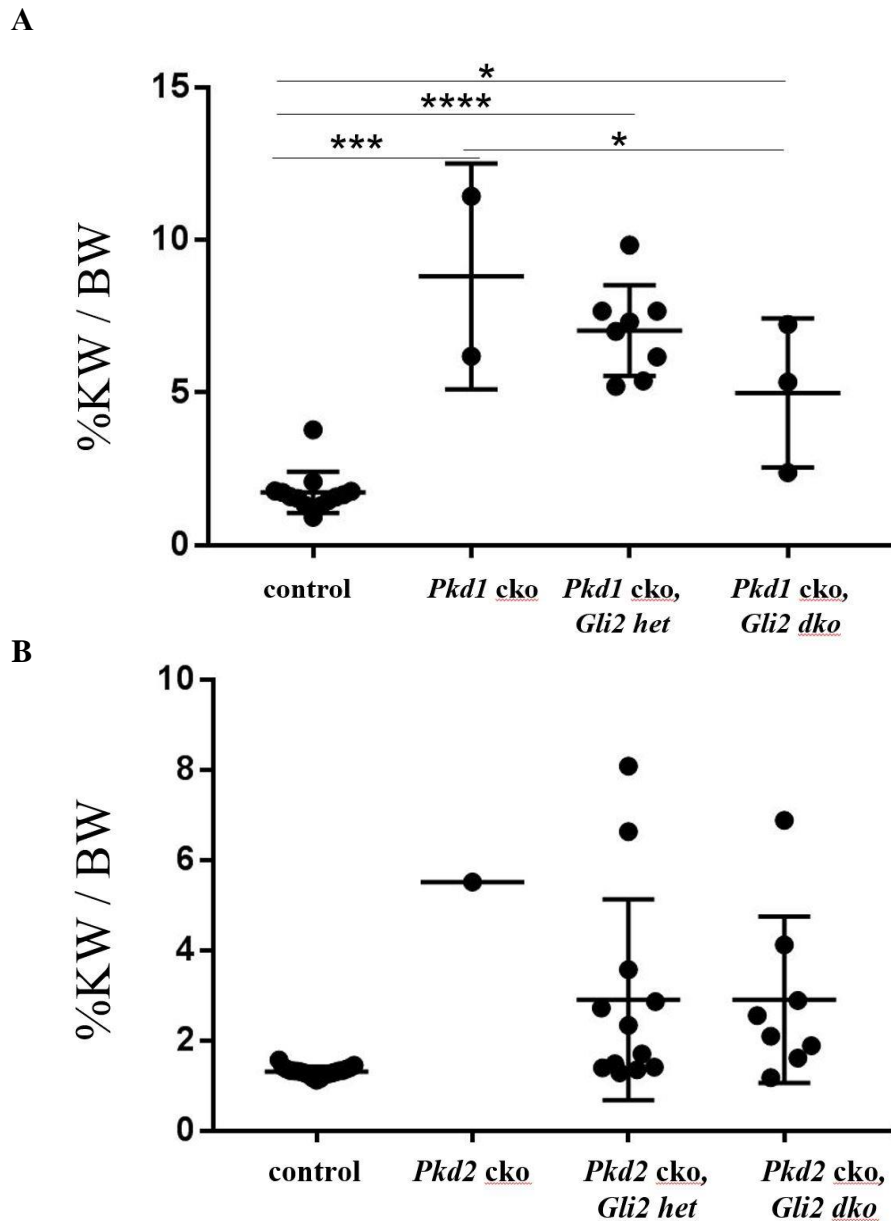 A
*
15
****
***
*
10
%KW / BW
5
0
control
Pkd1 cko
Pkd1 cko,
Gli2 het
Pkd1 cko,
Gli2 dko
B
10
8
6
%KW / BW
4
2
0
control
Pkd2 cko
Pkd2 cko,
Gli2 het
Pkd2 cko,
Gli2 dko